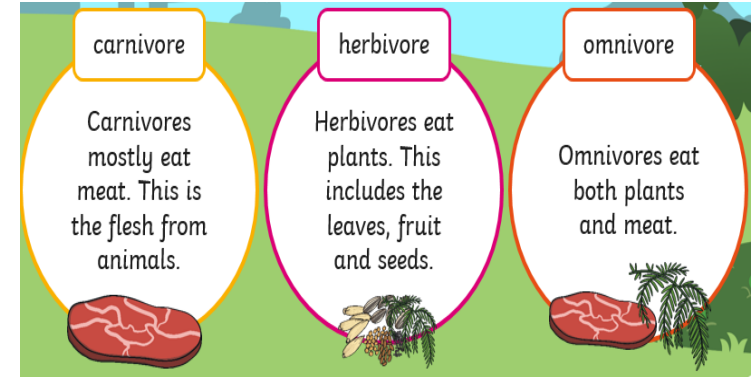 carnivore
Carnivores
mostly eat
meat. This is
the flesh from
animals.
herbivore
Herbivores eat
plants. This
includes the
leaves, fruit
and seeds.
omnivore
Omnivores eat
both plants
and meat.